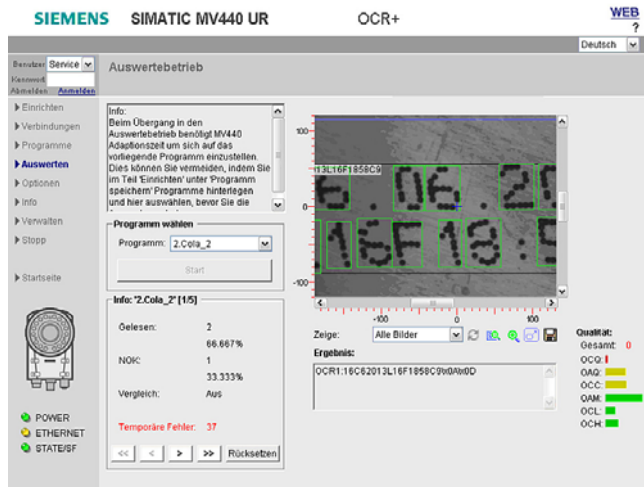 SIEMENS SIMATIC MV440 UR OCR+ WEB
?
Deutsch
Benutzer Service
Kennwort
Abmelden Anmelden
Auswertebetrieb
Einrichten
Verbindungen
Programme
Auswerten
Optionen
Info
Verwalten
Stopp
Startseite
POWER
ETHERNET
STATE/SF
Info:
Beim Übergang in den
Auswertebetrieb benötigt MV440
Adaptionszeit um sich auf das
vorliegende Programm einzustellen.
Dies können Sie vermeiden, indem Sie
im Teil 'Einrichten' unter 'Programm
speichern' Programme hinterlegen
und hier auswählen, bevor Sie die
Programm wählen
Programm: 2.Cola_2
Start
Info: "2.Cola_2" [1/5]
Gelesen: 2
66.667%
NOK: 1
33.333%
Vergleich: Aus
Temporäre Fehler: 37
<< < > >> Rücksetzen
100
0
-100
13L16F1858C9
06.20
16F18:5
-100 0 100
Zeige: Alle Bilder
Ergebnis:
OCR1:16C62013L16F1858C9\x0A\x0D
Qualität:
Gesamt: 0
OCQ:
OAQ:
OCC:
OAM:
OCL:
OCH: